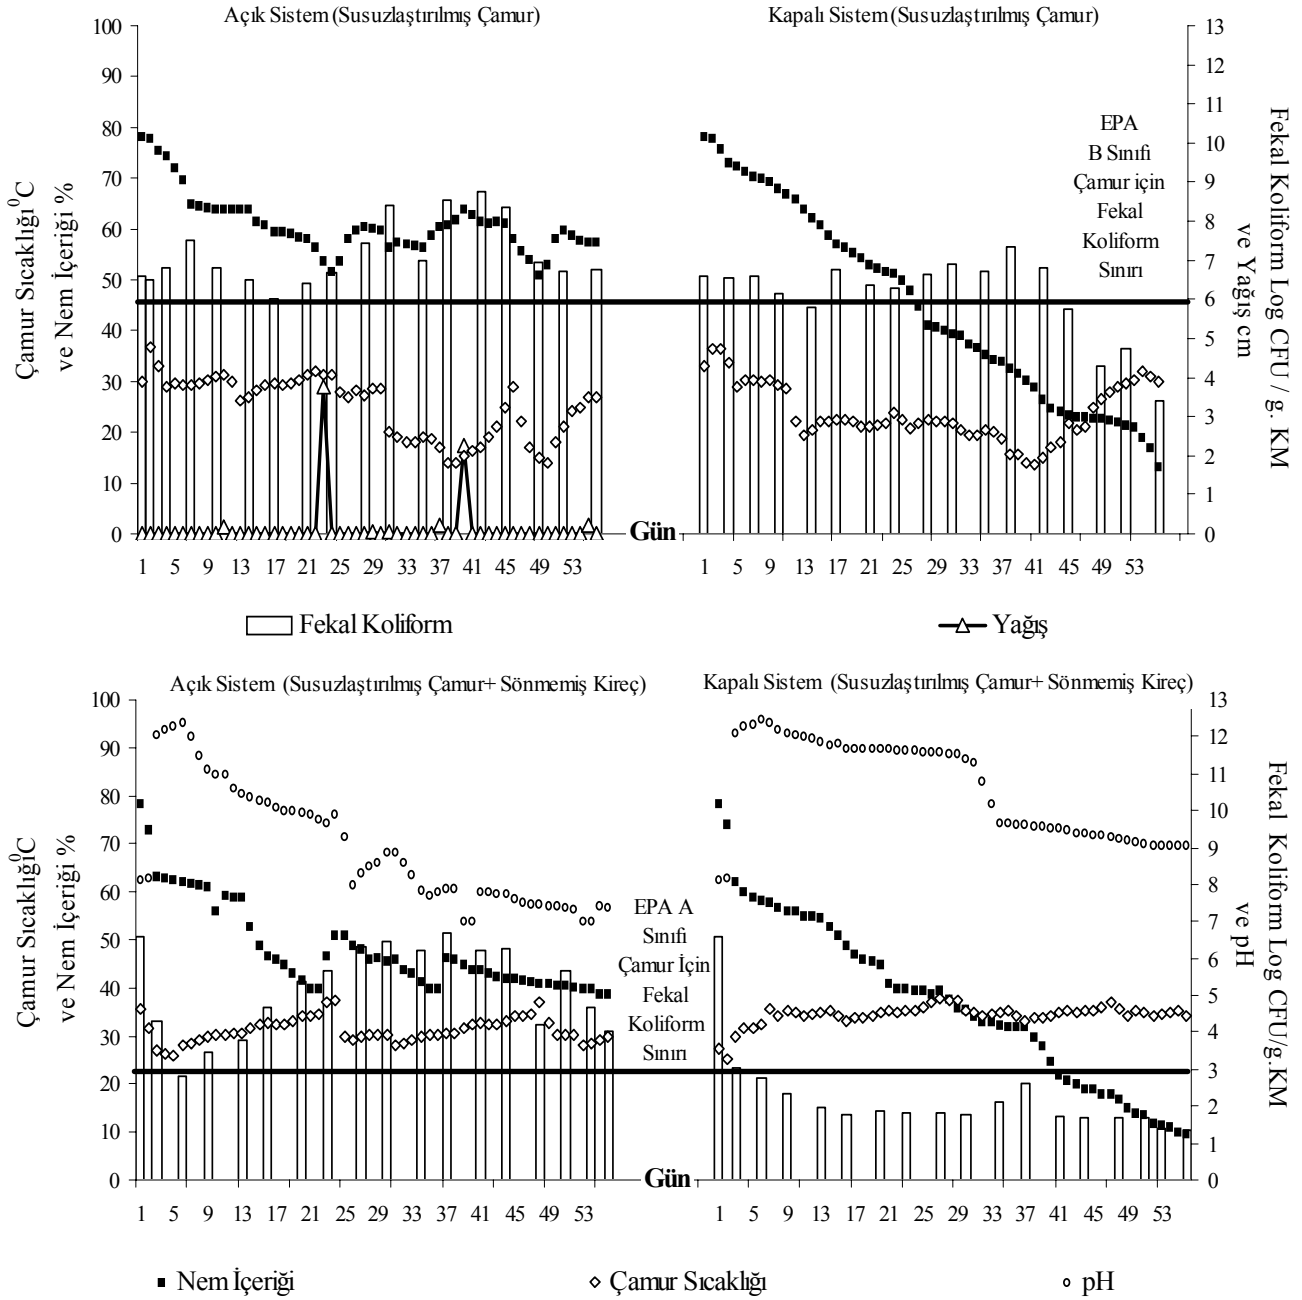 Açık Sistem (Susuzlaştırılmış Çamur)
Kapalı Sistem (Susuzlaştırılmış Çamur)
100
90
80
70
60
50
40
30
20
10
0
Çamur Sıcaklığı⁰C
ve Nem İçeriği %
13
12
11
10
9
8
7
6
5
4
3
2
1
0
Fekal Koliform Log CFU / g. KM
ve Yağış cm
EPA
B Sınıfı
Çamur için
Fekal
Koliform
Sınırı
1 5 9 13 17 21 25 29 33 37 41 45 49 53
Gün
1 5 9 13 17 21 25 29 33 37 41 45 49 53
Fekal Koliform
Yağış
Açık Sistem (Susuzlaştırılmış Çamur+ Sönmemiş Kireç)
Kapalı Sistem (Susuzlaştırılmış Çamur+ Sönmemiş Kireç)
100
90
80
70
60
50
40
30
20
10
0
Çamur Sıcaklığı⁰C
ve Nem İçeriği %
13
12
11
10
9
8
7
6
5
4
3
2
1
0
Fekal Koliform Log CFU/g.KM
ve pH
EPA A
Sınıfı
Çamur İçin
Fekal
Koliform
Sınırı
1 5 9 13 17 21 25 29 33 37 41 45 49 53
Gün
1 5 9 13 17 21 25 29 33 37 41 45 49 53
Nem İçeriği
Çamur Sıcaklığı
pH